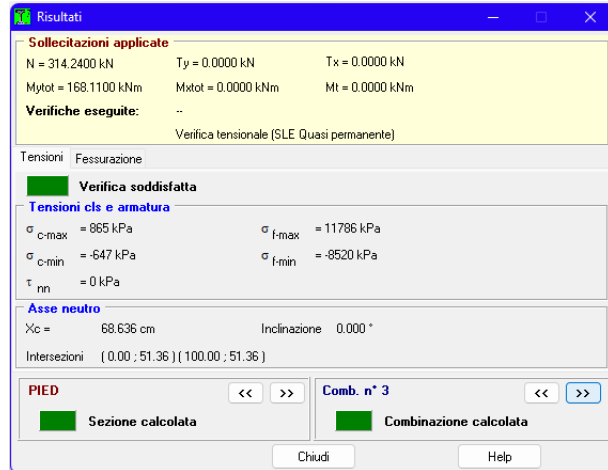 Risultati
Sollecitazioni applicate
N = 314.2400 kN Ty = 0.0000 kN Tx = 0.0000 kN
Mytot = 168.1100 kNm Mxtot = 0.0000 kNm Mt = 0.0000 kNm
Verifiche eseguite: --
Verifica tensionale (SLE Quasi permanente)
Tensioni Fessurazione
Verifica soddisfatta
Tensioni cls e armatura
σ c-max = 865 kPa σ f-max = 11786 kPa
σ c-min = -647 kPa σ f-min = -8520 kPa
τ nn = 0 kPa
Asse neutro
Xc = 68.636 cm Inclinazione 0.000 °
Intersezioni ( 0.00 ; 51.36 ) ( 100.00 ; 51.36 )
PIED << >> Comb. n° 3 << >>
Sezione calcolata Combinazione calcolata
Chiudi Help